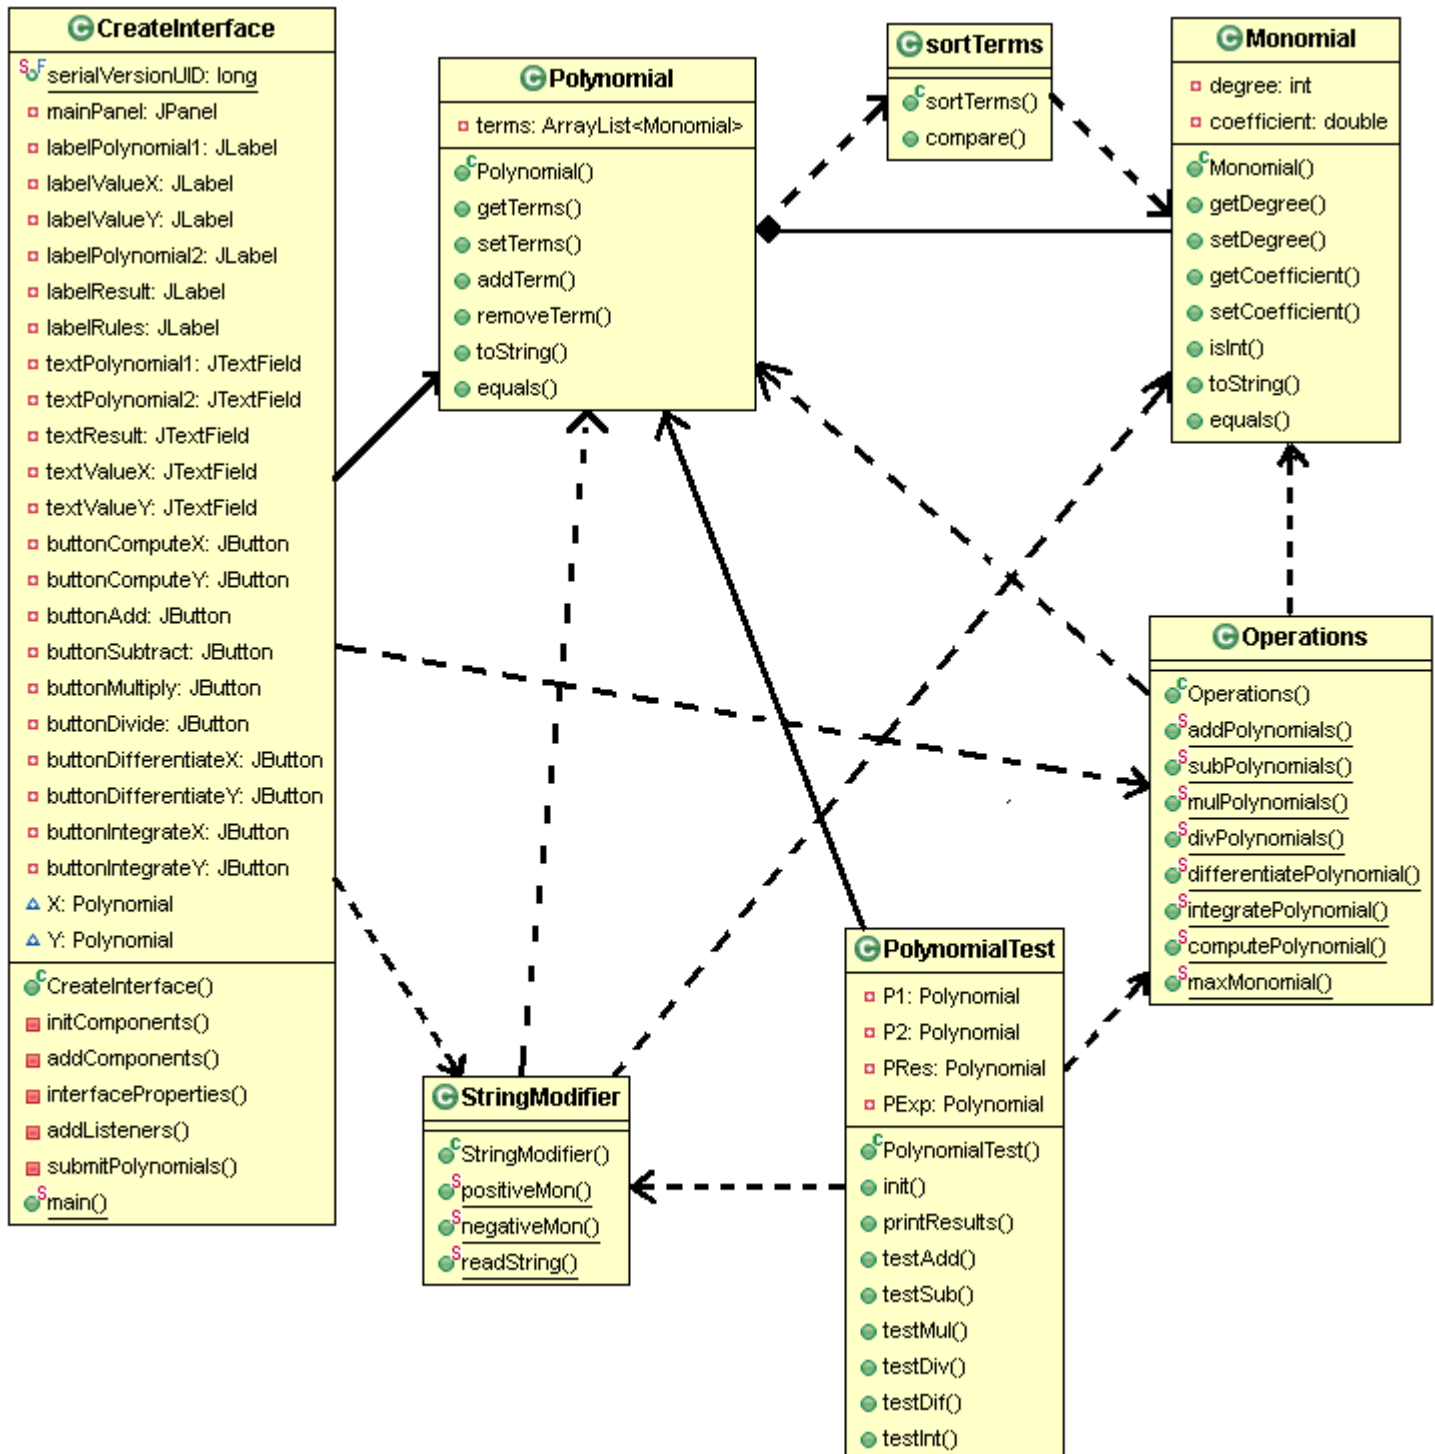 CreateInterface
serialVersionUID: long
mainPanel: JPanel
labelPolynomial1: JLabel
labelValueX: JLabel
labelValueY: JLabel
labelPolynomial2: JLabel
labelResult: JLabel
labelRules: JLabel
textPolynomial1: JTextField
textPolynomial2: JTextField
textResult: JTextField
textValueX: JTextField
textValueY: JTextField
buttonComputeX: JButton
buttonComputeY: JButton
buttonAdd: JButton
buttonSubtract: JButton
buttonMultiply: JButton
buttonDivide: JButton
buttonDifferentiateX: JButton
buttonDifferentiateY: JButton
buttonIntegrateX: JButton
buttonIntegrateY: JButton
X: Polynomial
Y: Polynomial
CreateInterface()
initComponents()
addComponents()
interfaceProperties()
addListeners()
submitPolynomials()
main()
Polynomial
terms: ArrayList<Monomial>
Polynomial()
getTerms()
setTerms()
addTerm()
removeTerm()
toString()
equals()
sortTerms
sortTerms()
compare()
Monomial
degree: int
coefficient: double
Monomial()
getDegree()
setDegree()
getCoefficient()
setCoefficient()
isInt()
toString()
equals()
Operations
Operations()
addPolynomials()
subPolynomials()
mulPolynomials()
divPolynomials()
differentiatePolynomial()
integratePolynomial()
computePolynomial()
maxMonomial()
StringModifier
StringModifier()
positiveMon()
negativeMon()
readString()
PolynomialTest
P1: Polynomial
P2: Polynomial
PRes: Polynomial
PExp: Polynomial
PolynomialTest()
init()
printResults()
testAdd()
testSub()
testMul()
testDiv()
testDif()
testInt()